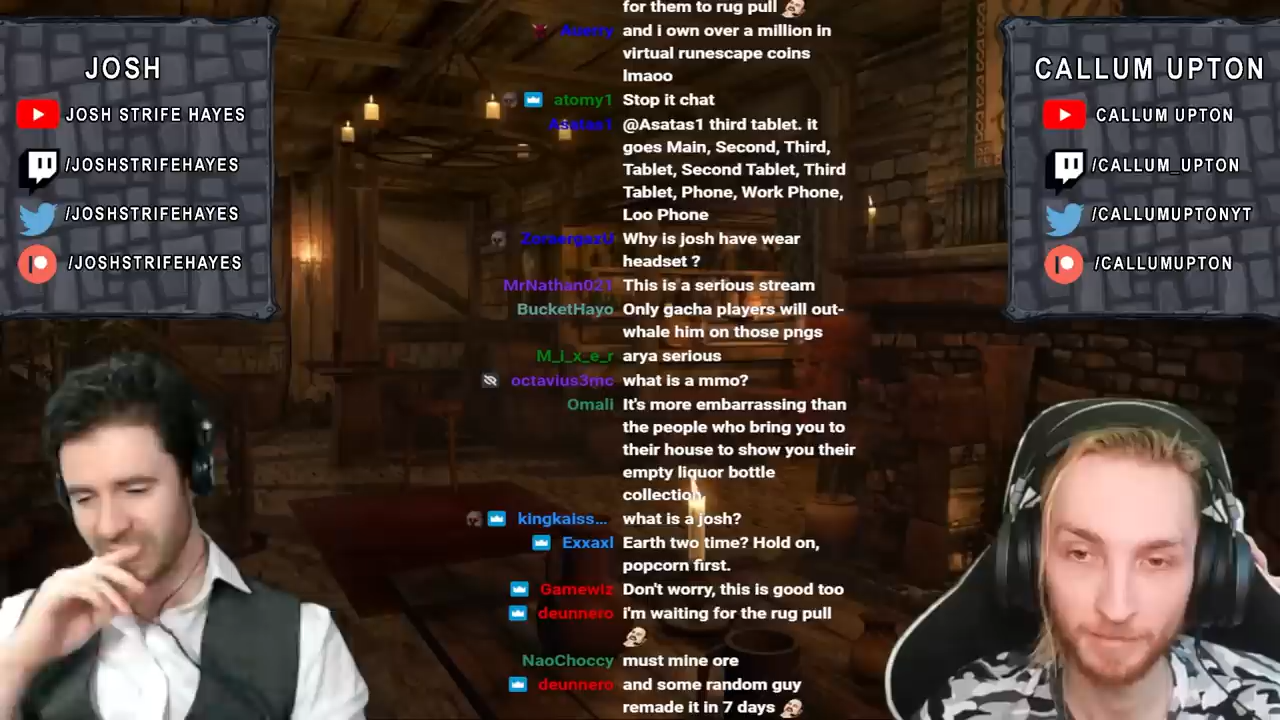 JOSH
JOSH STRIFE HAYES
/JOSHSTRIFEHAYES
/JOSHSTRIFEHAYES
/JOSHSTRIFEHAYES
for them to rug pull
Auerry and i own over a million in
virtual runescape coins
lmaoo
atomy1 Stop it chat
Asatas1 @Asatas1 third tablet. it
goes Main, Second, Third,
Tablet, Second Tablet, Third
Tablet, Phone, Work Phone,
Loo Phone
Why is josh have wear
headset ?
MrNathan021 This is a serious stream
BucketHayo Only gacha players will out-
whale him on those pngs
M_i_x_e_r arya serious
octavius3mc what is a mmo?
Omali It's more embarrassing than
the people who bring you to
their house to show you their
empty liquor bottle
collection.
kingkaiss... what is a josh?
Exxaxl Earth two time? Hold on,
popcorn first.
Gamewiz Don't worry, this is good too
deunnero I'm waiting for the rug pull
NaoChoccy must mine ore
deunnero and some random guy
remade it in 7 days
CALLUM UPTON
CALLUM UPTON
/CALLUM_UPTON
/CALLUMUPTONYT
/CALLUMUPTON